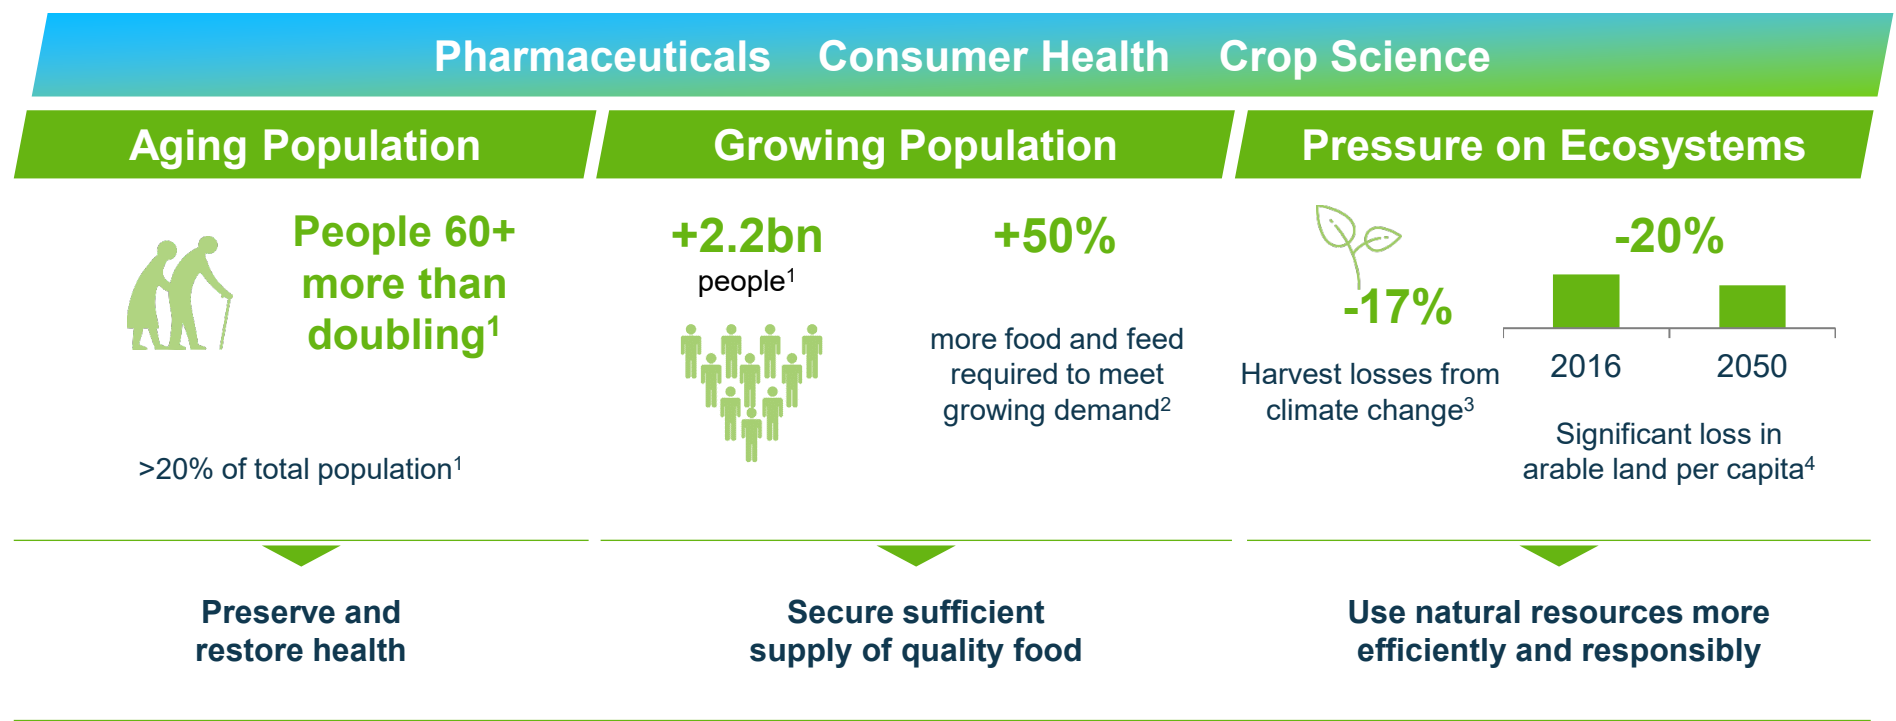 Pharmaceuticals Consumer Health Crop Science
Aging Population
People 60+
more than
doubling¹
>20% of total population¹
Preserve and
restore health
Growing Population
+2.2bn
people¹
+50%
more food and feed
required to meet
growing demand²
Secure sufficient
supply of quality food
Pressure on Ecosystems
-17%
Harvest losses from
climate change³
-20%
2016 2050
Significant loss in
arable land per capita⁴
Use natural resources more
efficiently and responsibly